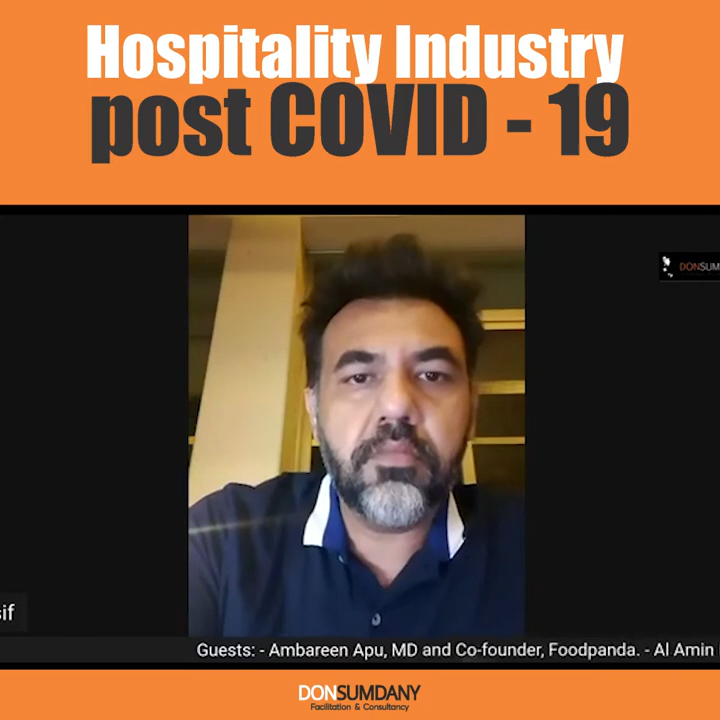 Hospitality Industry
post COVID - 19
DONSUM
sif
Guests: - Ambareen Apu, MD and Co-founder, Foodpanda. - Al Amin
DONSUMDANY
Facilitation & Consultancy